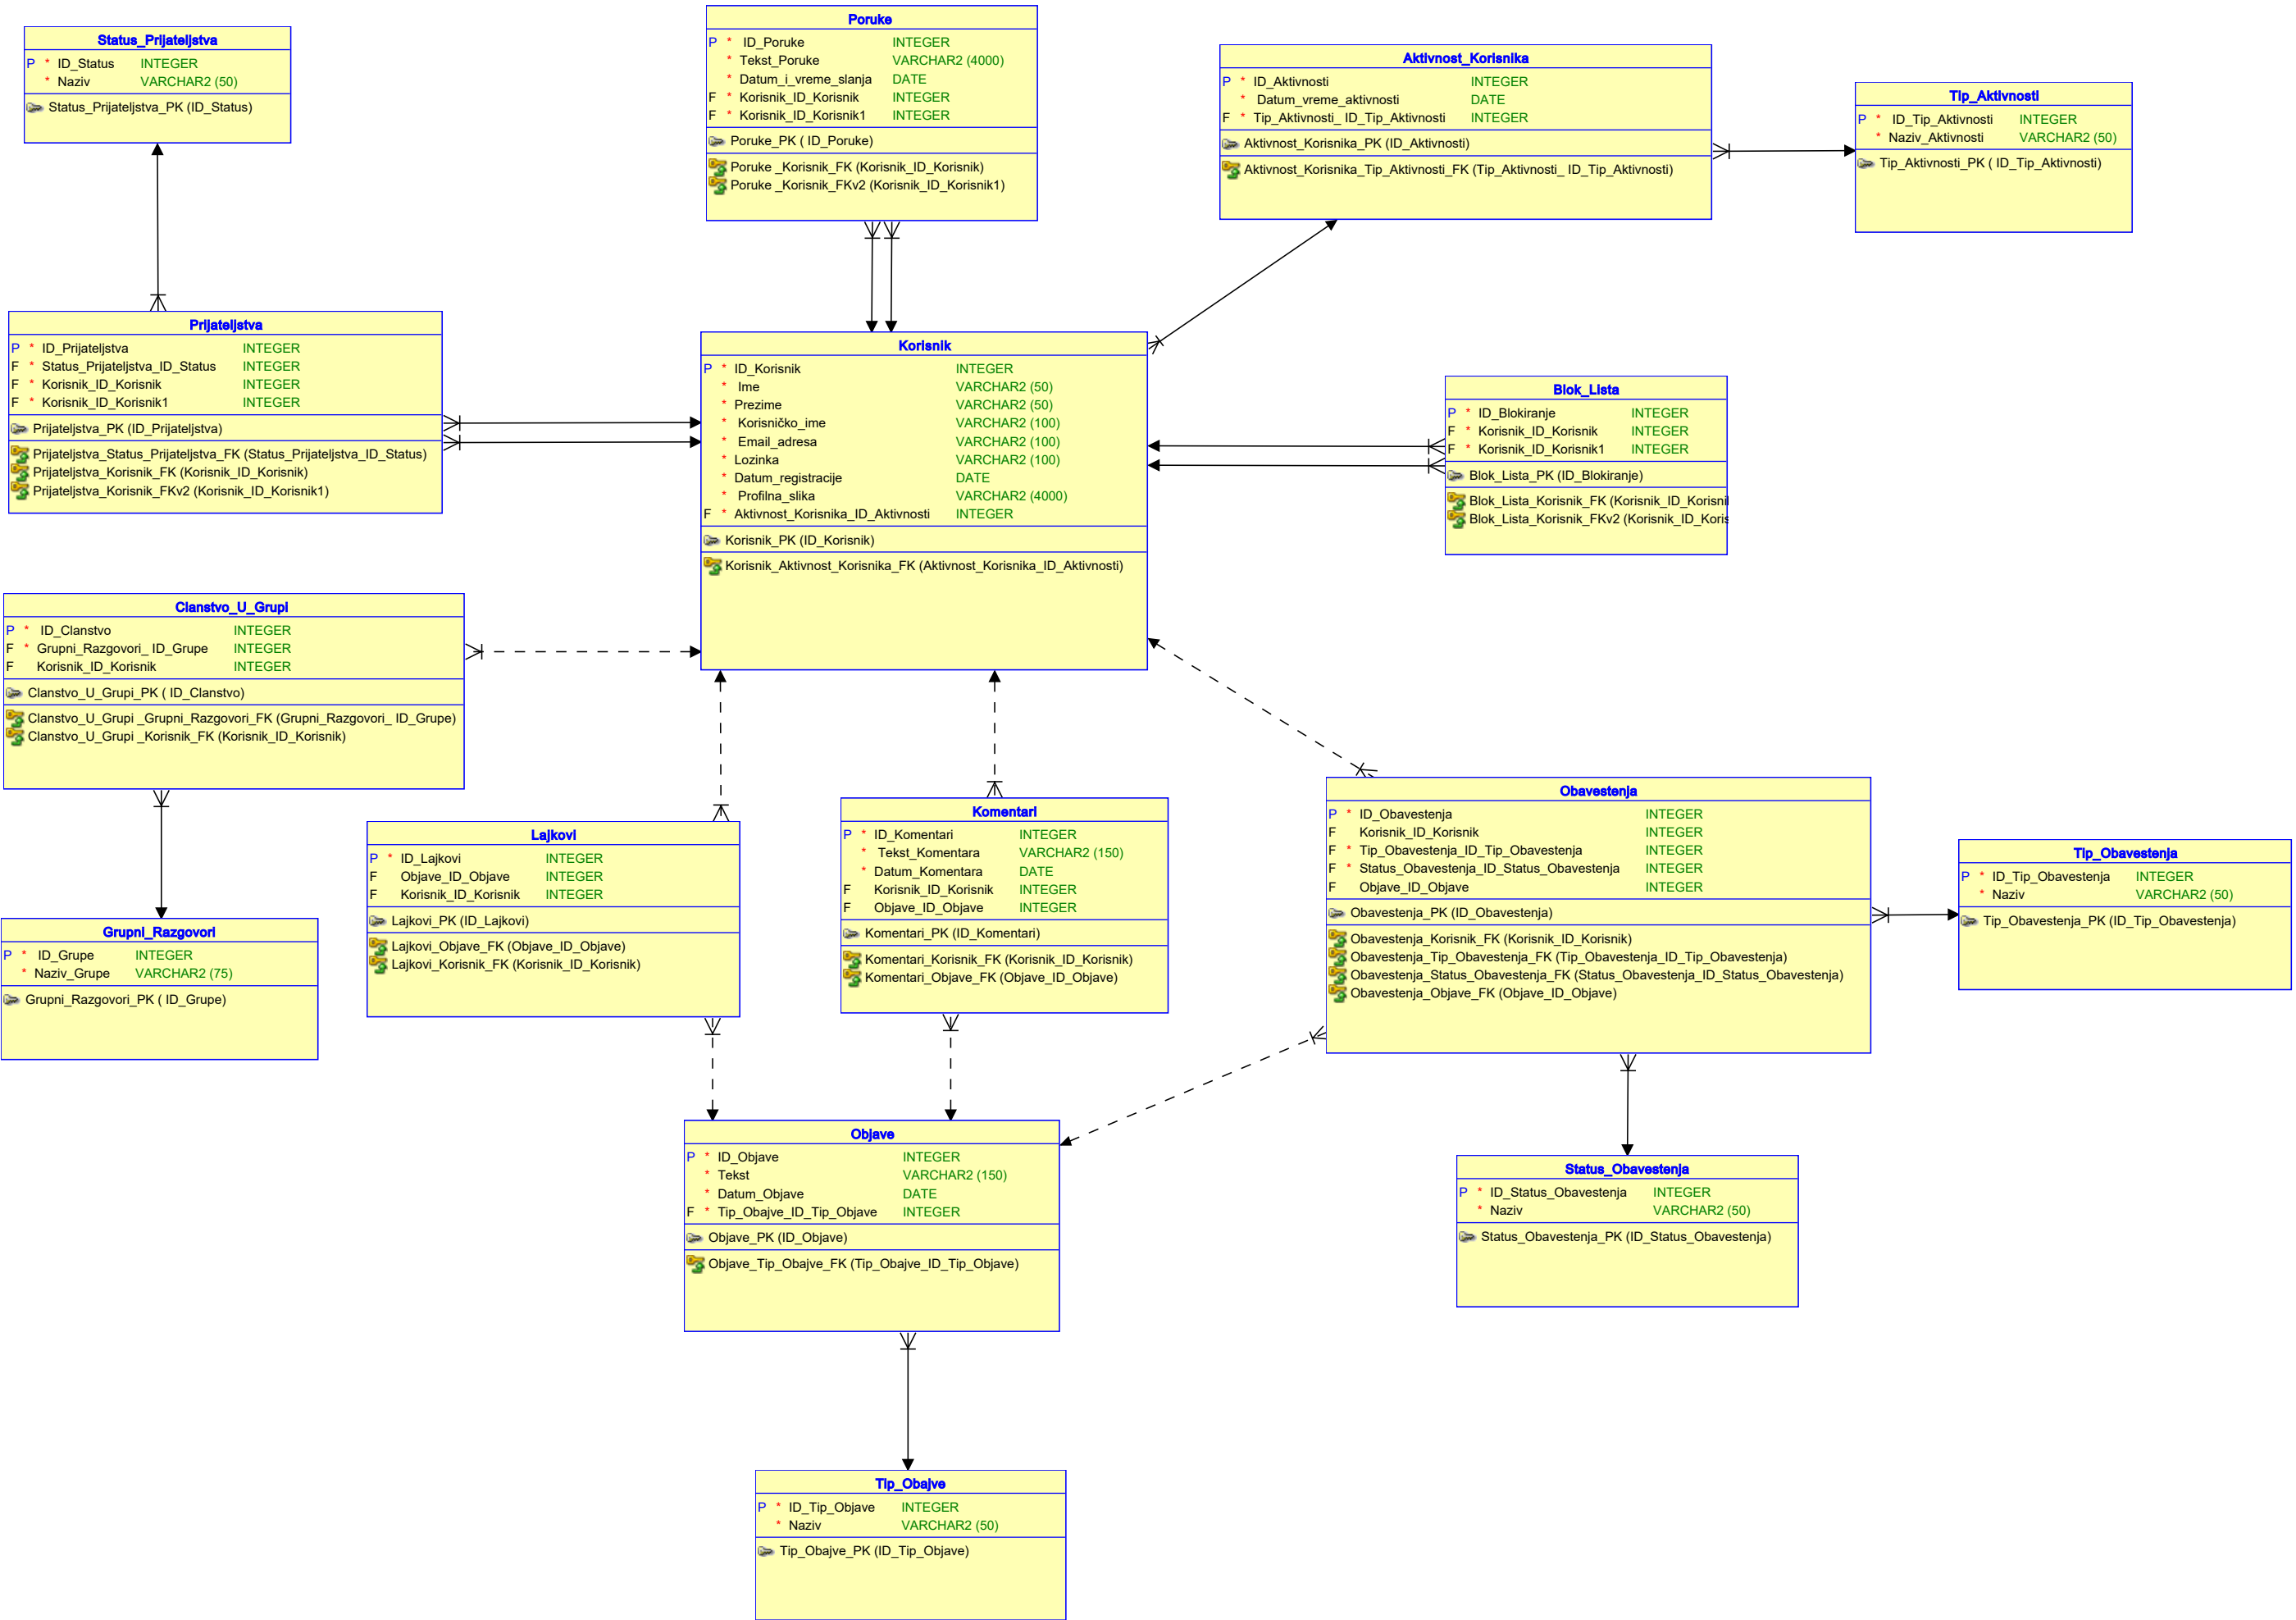 Status_Prijateljstva
P * ID_Status INTEGER
* Naziv VARCHAR2 (50)
Status_Prijateljstva_PK (ID_Status)
Poruke
P * ID_Poruke INTEGER
* Tekst_Poruke VARCHAR2 (4000)
* Datum_i_vreme_slanja DATE
F * Korisnik_ID_Korisnik INTEGER
F * Korisnik_ID_Korisnik1 INTEGER
Poruke_PK ( ID_Poruke)
Poruke _Korisnik_FK (Korisnik_ID_Korisnik)
Poruke _Korisnik_FKv2 (Korisnik_ID_Korisnik1)
Aktivnost_Korisnika
P * ID_Aktivnosti INTEGER
* Datum_vreme_aktivnosti DATE
F * Tip_Aktivnosti_ ID_Tip_Aktivnosti INTEGER
Aktivnost_Korisnika_PK (ID_Aktivnosti)
Aktivnost_Korisnika_Tip_Aktivnosti_FK (Tip_Aktivnosti_ ID_Tip_Aktivnosti)
Tip_Aktivnosti
P * ID_Tip_Aktivnosti INTEGER
* Naziv_Aktivnosti VARCHAR2 (50)
Tip_Aktivnosti_PK ( ID_Tip_Aktivnosti)
Prijateljstva
P * ID_Prijateljstva INTEGER
F * Status_Prijateljstva_ID_Status INTEGER
F * Korisnik_ID_Korisnik INTEGER
F * Korisnik_ID_Korisnik1 INTEGER
Prijateljstva_PK (ID_Prijateljstva)
Prijateljstva_Status_Prijateljstva_FK (Status_Prijateljstva_ID_Status)
Prijateljstva_Korisnik_FK (Korisnik_ID_Korisnik)
Prijateljstva_Korisnik_FKv2 (Korisnik_ID_Korisnik1)
Korisnik
P * ID_Korisnik INTEGER
* Ime VARCHAR2 (50)
* Prezime VARCHAR2 (50)
* Korisničko_ime VARCHAR2 (100)
* Email_adresa VARCHAR2 (100)
* Lozinka VARCHAR2 (100)
* Datum_registracije DATE
* Profilna_slika VARCHAR2 (4000)
F * Aktivnost_Korisnika_ID_Aktivnosti INTEGER
Korisnik_PK (ID_Korisnik)
Korisnik_Aktivnost_Korisnika_FK (Aktivnost_Korisnika_ID_Aktivnosti)
Blok_Lista
P * ID_Blokiranje INTEGER
F * Korisnik_ID_Korisnik INTEGER
F * Korisnik_ID_Korisnik1 INTEGER
Blok_Lista_PK (ID_Blokiranje)
Blok_Lista_Korisnik_FK (Korisnik_ID_Korisni
Blok_Lista_Korisnik_FKv2 (Korisnik_ID_Koris
Clanstvo_U_Grupi
P * ID_Clanstvo INTEGER
F * Grupni_Razgovori_ ID_Grupe INTEGER
F Korisnik_ID_Korisnik INTEGER
Clanstvo_U_Grupi_PK ( ID_Clanstvo)
Clanstvo_U_Grupi _Grupni_Razgovori_FK (Grupni_Razgovori_ ID_Grupe)
Clanstvo_U_Grupi _Korisnik_FK (Korisnik_ID_Korisnik)
Grupni_Razgovori
P * ID_Grupe INTEGER
* Naziv_Grupe VARCHAR2 (75)
Grupni_Razgovori_PK ( ID_Grupe)
Lajkovi
P * ID_Lajkovi INTEGER
F Objave_ID_Objave INTEGER
F Korisnik_ID_Korisnik INTEGER
Lajkovi_PK (ID_Lajkovi)
Lajkovi_Objave_FK (Objave_ID_Objave)
Lajkovi_Korisnik_FK (Korisnik_ID_Korisnik)
Komentari
P * ID_Komentari INTEGER
* Tekst_Komentara VARCHAR2 (150)
* Datum_Komentara DATE
F Korisnik_ID_Korisnik INTEGER
F Objave_ID_Objave INTEGER
Komentari_PK (ID_Komentari)
Komentari_Korisnik_FK (Korisnik_ID_Korisnik)
Komentari_Objave_FK (Objave_ID_Objave)
Obavestenja
P * ID_Obavestenja INTEGER
F Korisnik_ID_Korisnik INTEGER
F * Tip_Obavestenja_ID_Tip_Obavestenja INTEGER
F * Status_Obavestenja_ID_Status_Obavestenja INTEGER
F Objave_ID_Objave INTEGER
Obavestenja_PK (ID_Obavestenja)
Obavestenja_Korisnik_FK (Korisnik_ID_Korisnik)
Obavestenja_Tip_Obavestenja_FK (Tip_Obavestenja_ID_Tip_Obavestenja)
Obavestenja_Status_Obavestenja_FK (Status_Obavestenja_ID_Status_Obavestenja)
Obavestenja_Objave_FK (Objave_ID_Objave)
Tip_Obavestenja
P * ID_Tip_Obavestenja INTEGER
* Naziv VARCHAR2 (50)
Tip_Obavestenja_PK (ID_Tip_Obavestenja)
Objave
P * ID_Objave INTEGER
* Tekst VARCHAR2 (150)
* Datum_Objave DATE
F * Tip_Obajve_ID_Tip_Objave INTEGER
Objave_PK (ID_Objave)
Objave_Tip_Obajve_FK (Tip_Obajve_ID_Tip_Objave)
Status_Obavestenja
P * ID_Status_Obavestenja INTEGER
* Naziv VARCHAR2 (50)
Status_Obavestenja_PK (ID_Status_Obavestenja)
Tip_Obajve
P * ID_Tip_Objave INTEGER
* Naziv VARCHAR2 (50)
Tip_Obajve_PK (ID_Tip_Objave)